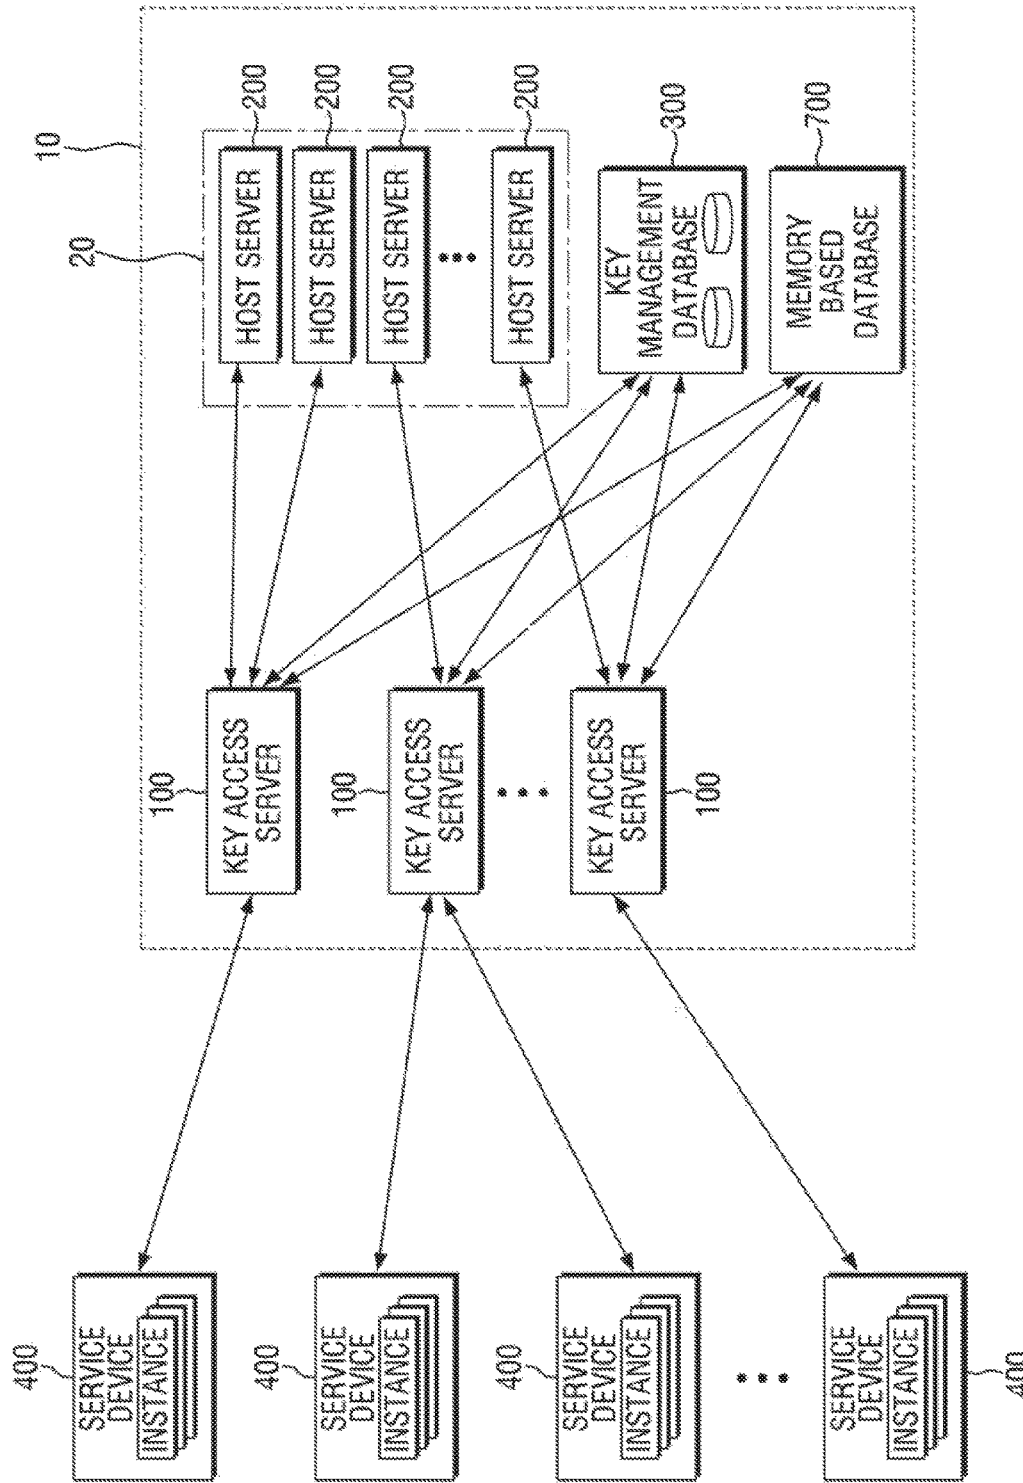 10
20
HOST SERVER
200
HOST SERVER
200
HOST SERVER
200
HOST SERVER
200
KEY
MANAGEMENT
DATABASE
300
MEMORY
BASED
DATABASE
700
100
KEY ACCESS
SERVER
100
KEY ACCESS
SERVER
100
KEY ACCESS
SERVER
400
SERVICE
DEVICE
INSTANCE
400
SERVICE
DEVICE
INSTANCE
400
SERVICE
DEVICE
INSTANCE
400
SERVICE
DEVICE
INSTANCE